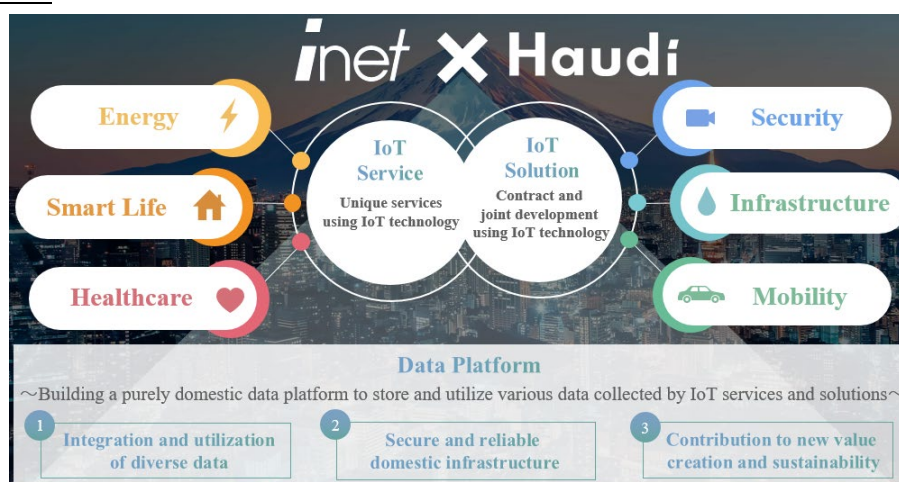 inet × Haudi
Energy
Smart Life
Healthcare
IoT
Service
Unique services
using IoT technology
IoT
Solution
Contract and
joint development
using IoT technology
Security
Infrastructure
Mobility
Data Platform
～Building a purely domestic data platform to store and utilize various data collected by IoT services and solutions～
1
Integration and utilization
of diverse data
2
Secure and reliable
domestic infrastructure
3
Contribution to new value
creation and sustainability